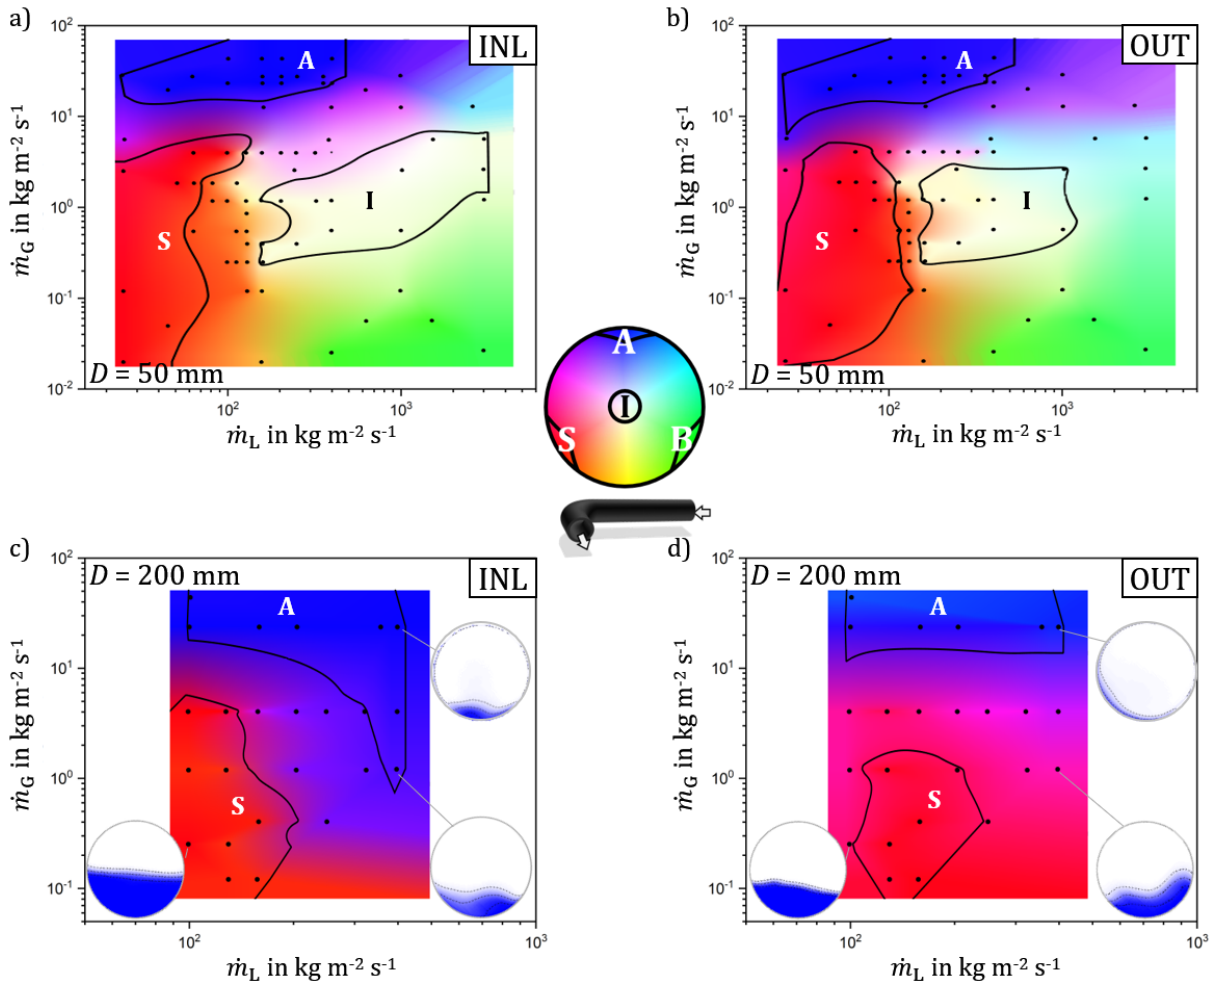 a)
INL
10²
10¹
10⁰
10⁻¹
10⁻²
ṁG in kg m⁻² s⁻¹
A
I
S
D = 50 mm
10²
10³
ṁL in kg m⁻² s⁻¹
b)
OUT
10²
10¹
10⁰
10⁻¹
10⁻²
ṁG in kg m⁻² s⁻¹
A
I
S
D = 50 mm
10²
10³
ṁL in kg m⁻² s⁻¹
A
I
S
B
c)
D = 200 mm
INL
10²
10¹
10⁰
10⁻¹
ṁG in kg m⁻² s⁻¹
A
S
10²
10³
ṁL in kg m⁻² s⁻¹
d)
D = 200 mm
OUT
10²
10¹
10⁰
10⁻¹
ṁG in kg m⁻² s⁻¹
A
S
10²
10³
ṁL in kg m⁻² s⁻¹